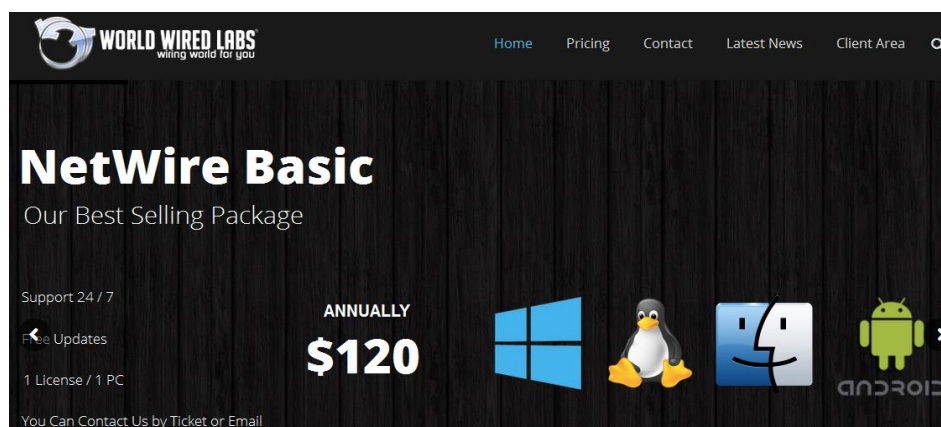 WORLD WIRED LABS
wiring world for you
Home Pricing Contact Latest News Client Area
NetWire Basic
Our Best Selling Package
Support 24 / 7
Free Updates
1 License / 1 PC
You Can Contact Us by Ticket or Email
ANNUALLY
$120
ANDROID